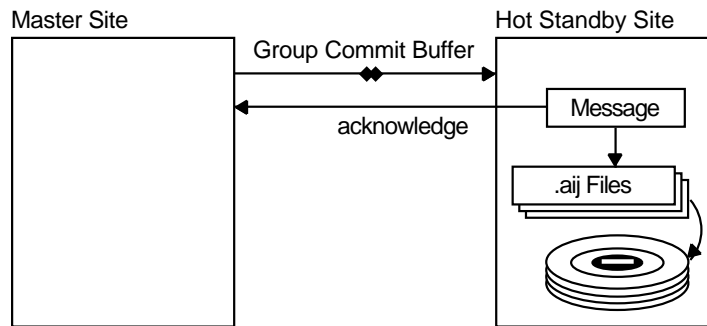 Master Site
Hot Standby Site
Group Commit Buffer
Message
acknowledge
.aij Files